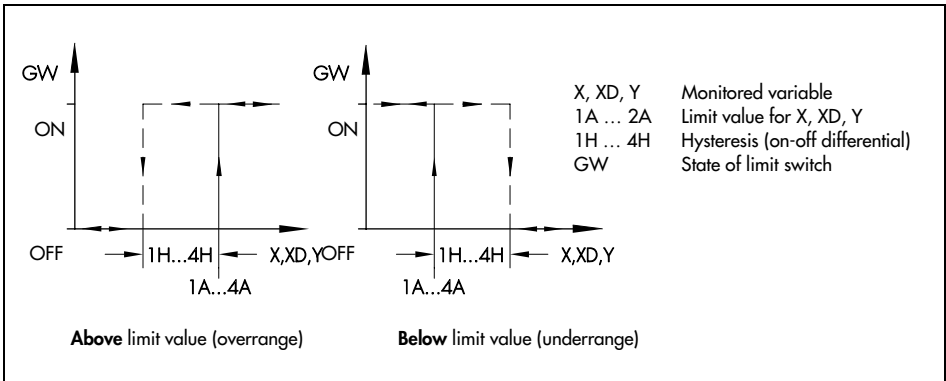 GW
ON
OFF
1H...4H
X,XD,Y
1A...4A
Above limit value (overrange)
GW
ON
OFF
1H...4H
X,XD,Y
1A...4A
Below limit value (underrange)
X, XD, Y Monitored variable
1A ... 2A Limit value for X, XD, Y
1H ... 4H Hysteresis (on-off differential)
GW State of limit switch